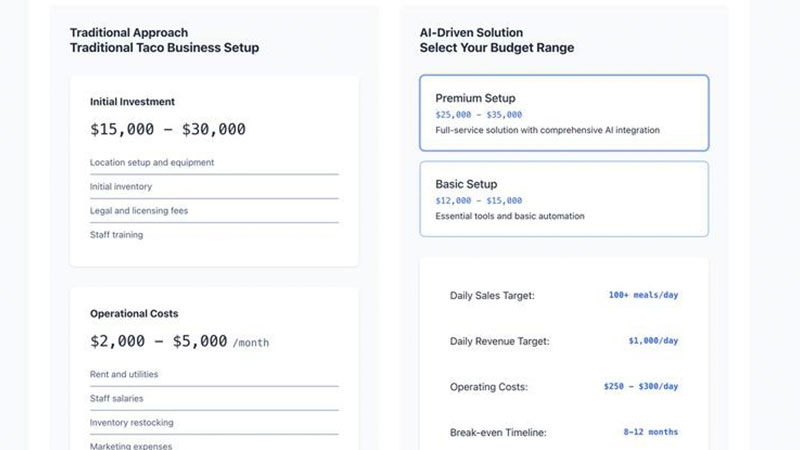 Traditional Approach
Traditional Taco Business Setup
Initial Investment
$15,000 – $30,000
Location setup and equipment
Initial inventory
Legal and licensing fees
Staff training
Operational Costs
$2,000 – $5,000 /month
Rent and utilities
Staff salaries
Inventory restocking
Marketing expenses
AI-Driven Solution
Select Your Budget Range
Premium Setup
$25,000 – $35,000
Full-service solution with comprehensive AI integration
Basic Setup
$12,000 – $15,000
Essential tools and basic automation
Daily Sales Target: 100+ meals/day
Daily Revenue Target: $1,000/day
Operating Costs: $250 – $300/day
Break-even Timeline: 8–12 months